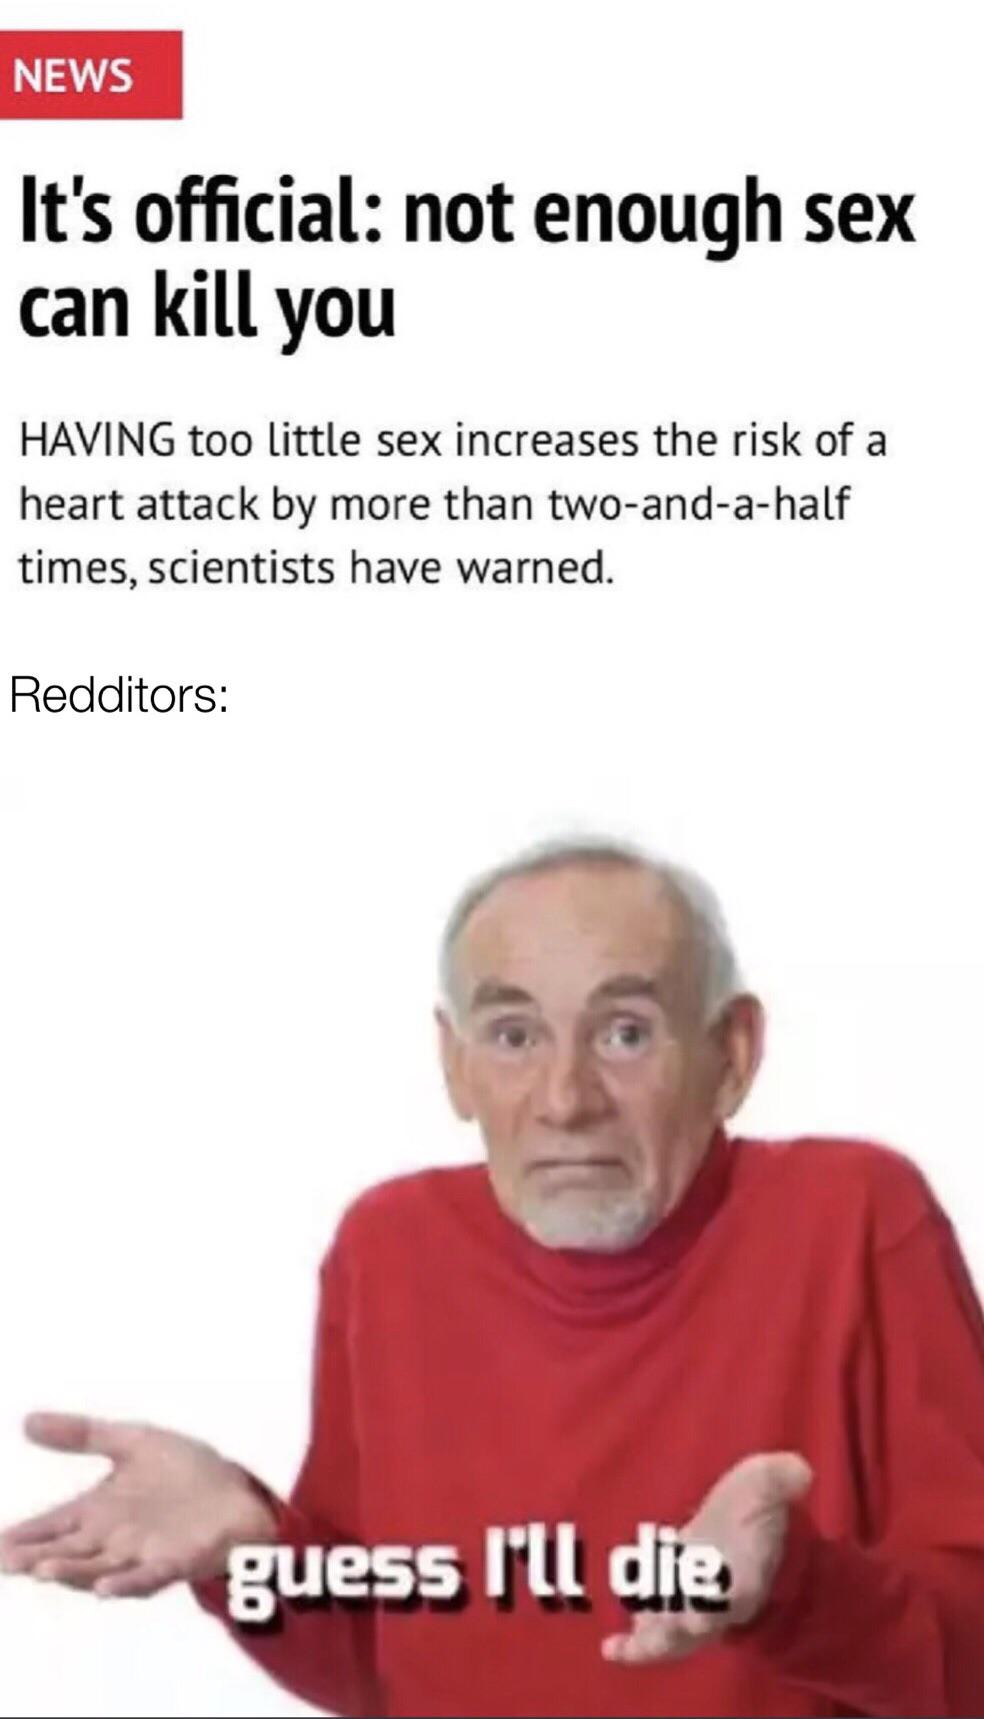 NEWS
It's official: not enough sex
can kill you
HAVING too little sex increases the risk of a
heart attack by more than two-and-a-half
times, scientists have warned.
Redditors:
guess I'll die